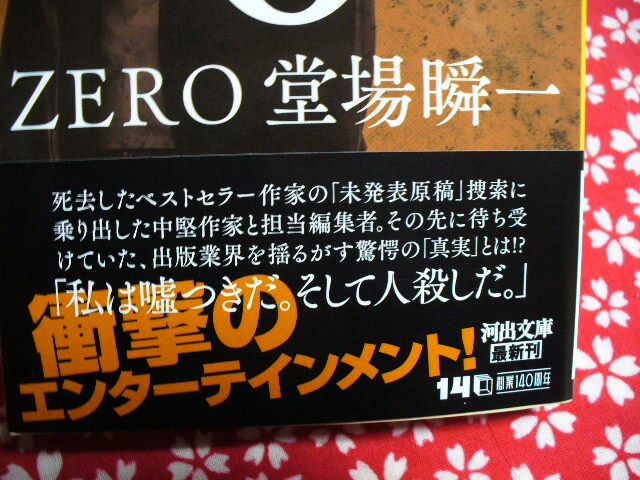 ZERO 堂場瞬一
死去したベストセラー作家の「未発表原稿」捜索に
乗り出した中堅作家と担当編集者。その先に待ち受
けていた、出版業界を揺るがす驚愕の「真実」とは!?
「私は嘘つきだ。そして人殺しだ。」
衝撃の
エンターテインメント!
河出文庫
最新刊
140
創業140周年